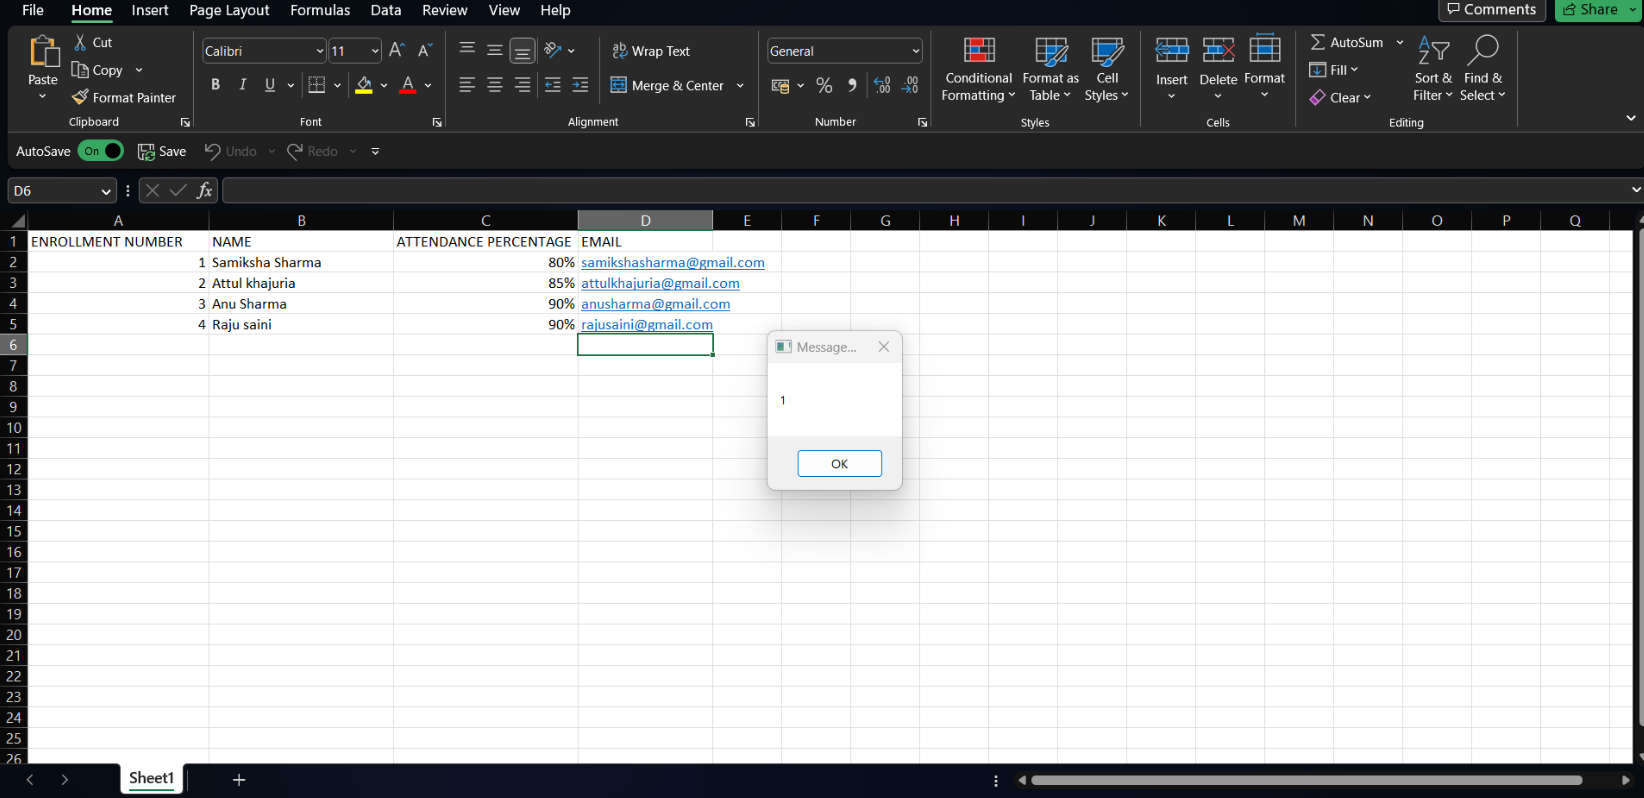 File Home Insert Page Layout Formulas Data Review View Help Comments Share
Paste Cut Copy Format Painter Clipboard
Calibri 11 A A B I U A Font
ab Wrap Text Merge & Center Alignment
General % Number
Conditional Formatting Format as Table Cell Styles Styles
Insert Delete Format Cells
AutoSum Fill Clear Sort & Filter Find & Select Editing
AutoSave On Save Undo Redo
D6 fx
A B C D E F G H I J K L M N O P Q
1 ENROLLMENT NUMBER NAME ATTENDANCE PERCENTAGE EMAIL
2 1 Samiksha Sharma 80% samikshasharma@gmail.com
3 2 Attul khajuria 85% attulkhajuria@gmail.com
4 3 Anu Sharma 90% anusharma@gmail.com
5 4 Raju saini 90% rajusaini@gmail.com
6
7
8
9
10
11
12
13
14
15
16
17
18
19
20
21
22
23
24
25
26
Message...
1
OK
Sheet1